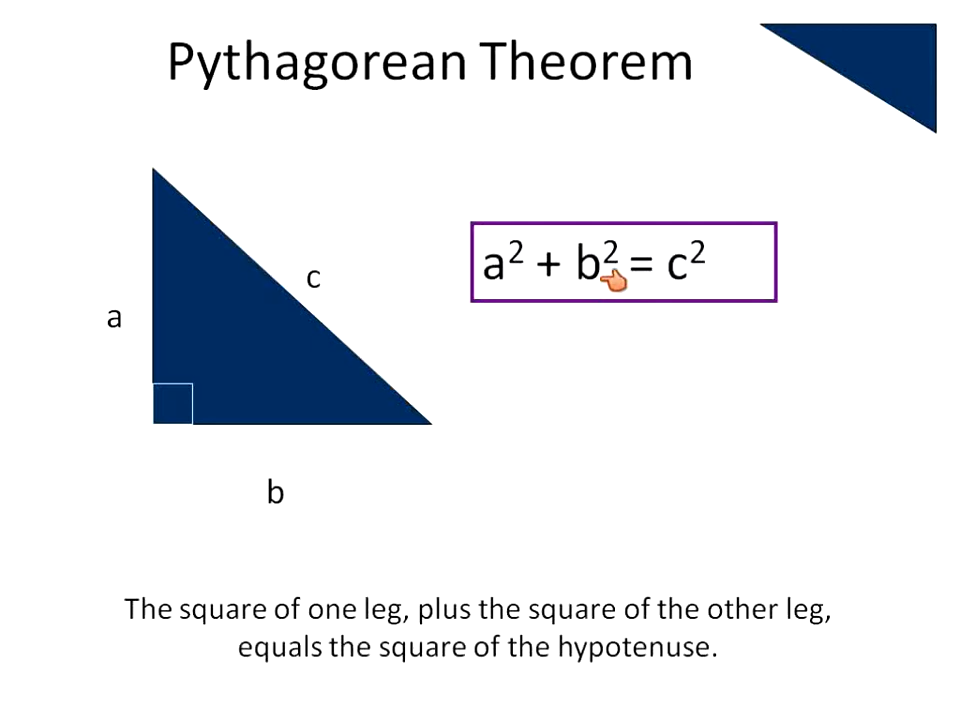 Pythagorean Theorem
c
a² + b² = c²
a
b
The square of one leg, plus the square of the other leg,
equals the square of the hypotenuse.